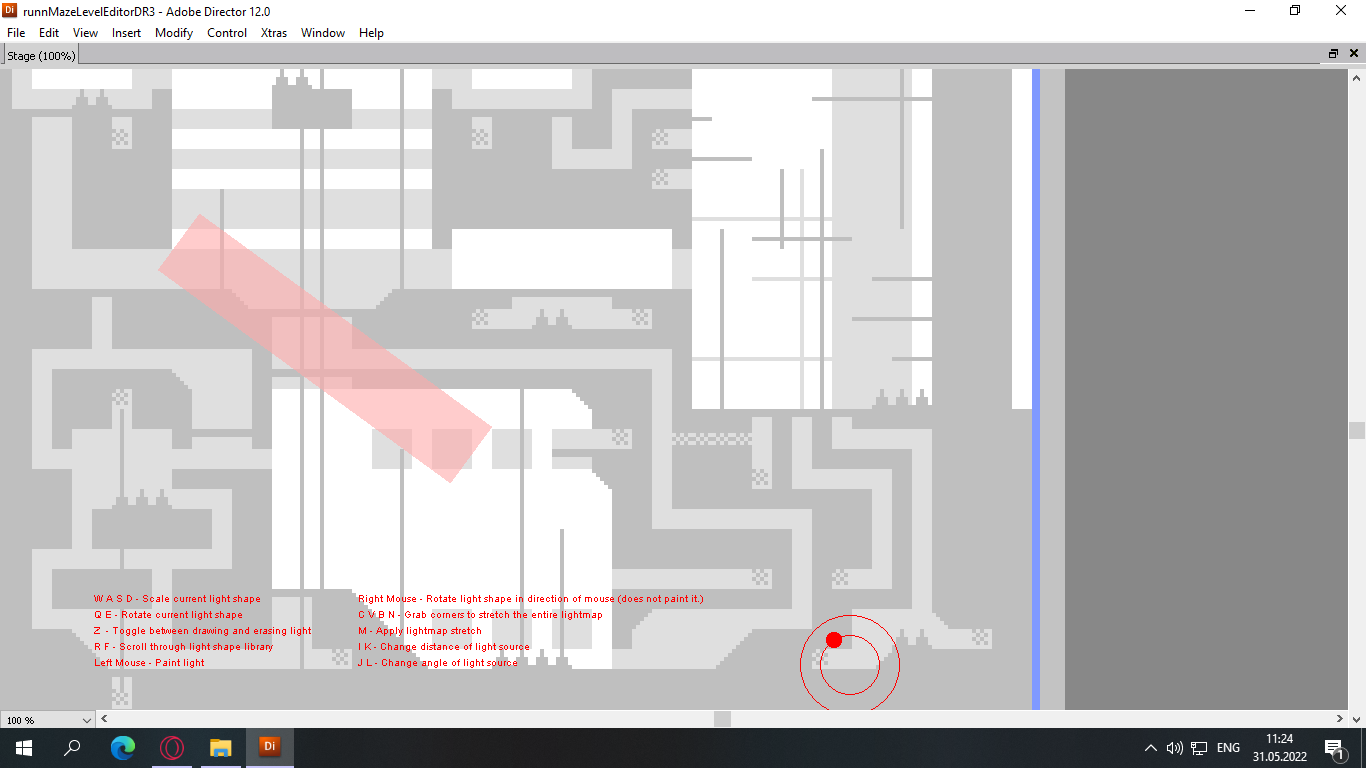 Di runnMazeLevelEditorDR3 - Adobe Director 12.0
File Edit View Insert Modify Control Xtras Window Help
Stage (100%)
W A S D - Scale current light shape
Q E - Rotate current light shape
Z - Toggle between drawing and erasing light
R F - Scroll through light shape library
Left Mouse - Paint light
Right Mouse - Rotate light shape in direction of mouse (does not paint it.)
C V B N - Grab corners to stretch the entire lightmap
M - Apply lightmap stretch
I K - Change distance of light source
J L - Change angle of light source
100 %
Di
ENG
11:24
31.05.2022
1